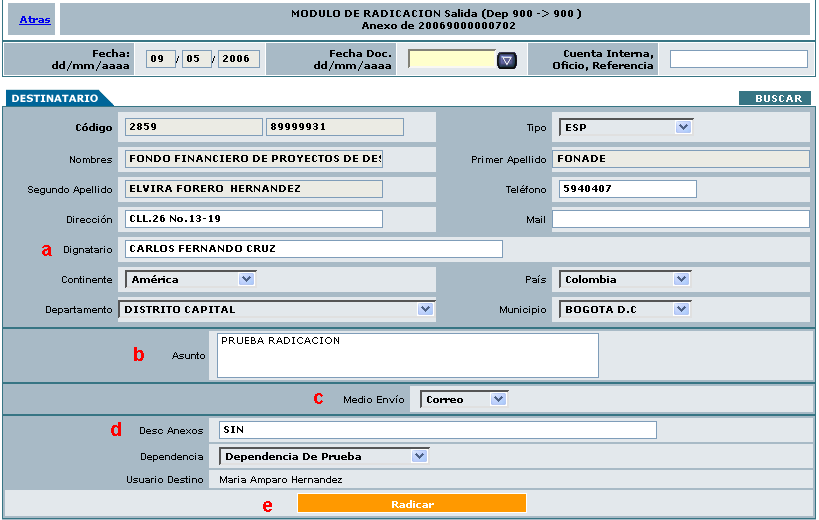 Atras
MODULO DE RADICACION Salida (Dep 900 -> 900 )
Anexo de 20069000000702
Fecha:
dd/mm/aaaa
09 / 05 / 2006
Fecha Doc.
dd/mm/aaaa
Cuenta Interna,
Oficio, Referencia
DESTINATARIO
BUSCAR
Código 2859 89999931 Tipo ESP
Nombres FONDO FINANCIERO DE PROYECTOS DE DES Primer Apellido FONADE
Segundo Apellido ELVIRA FORERO HERNANDEZ Teléfono 5940407
Dirección CLL.26 No.13-19 Mail
a Dignatario CARLOS FERNANDO CRUZ
Continente América País Colombia
Departamento DISTRITO CAPITAL Municipio BOGOTA D.C
b Asunto PRUEBA RADICACION
c Medio Envío Correo
d Desc Anexos SIN
Dependencia Dependencia De Prueba
Usuario Destino Maria Amparo Hernandez
e Radicar